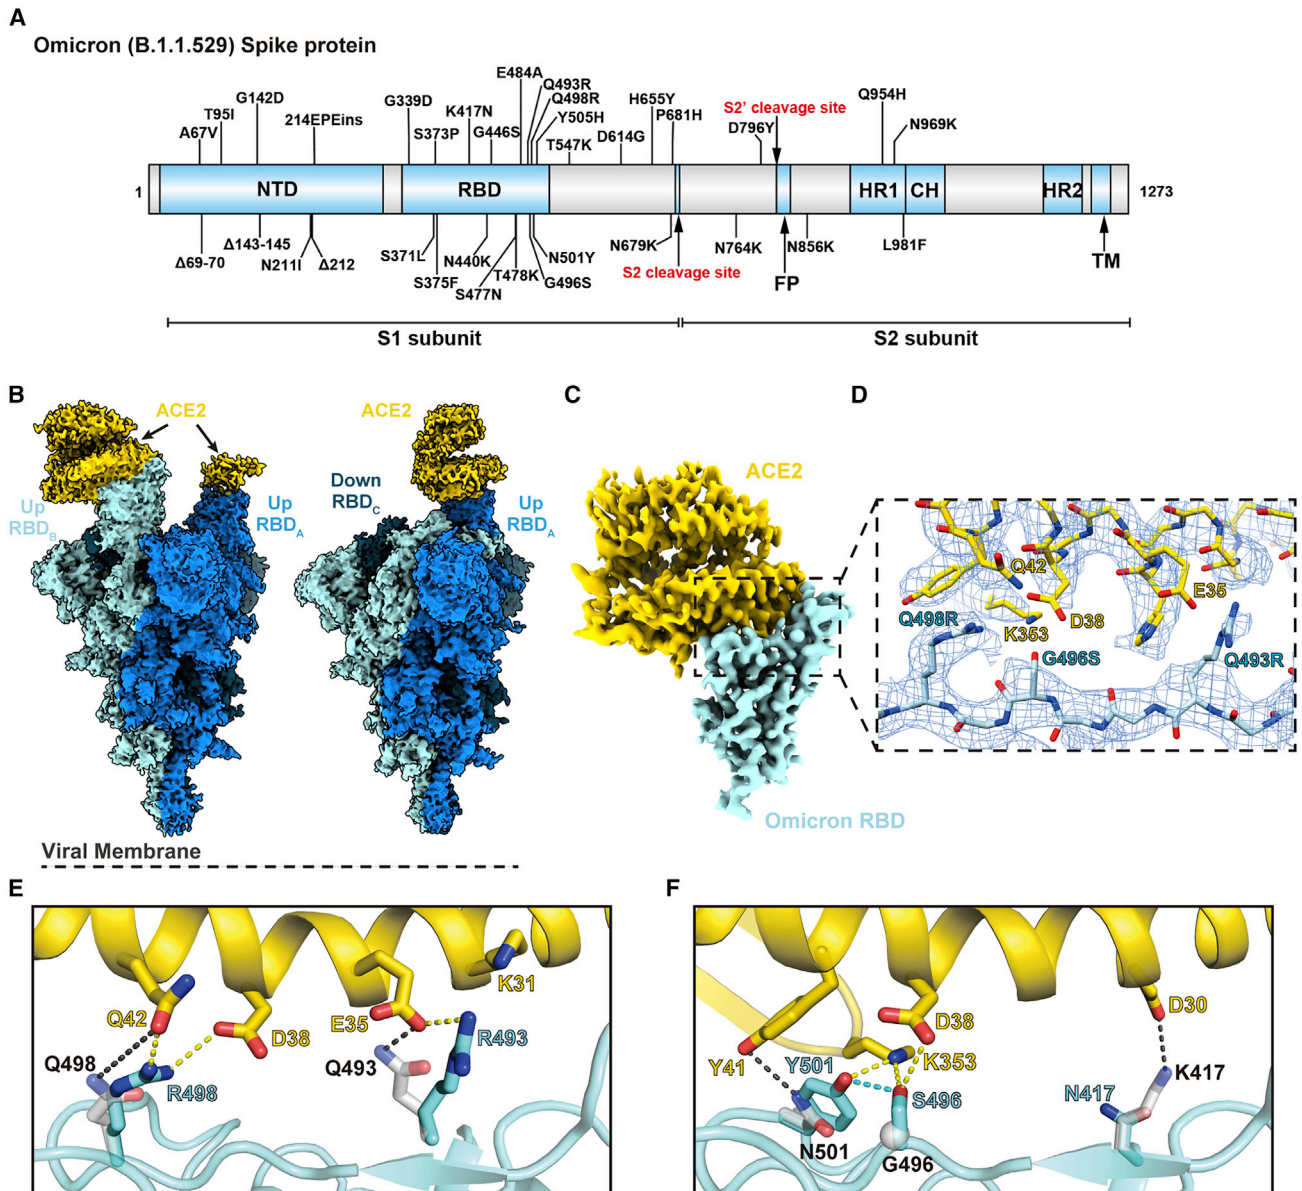 A
Omicron (B.1.1.529) Spike protein
E484A
Q493R
Q498R
Y505H
G142D
T95I
A67V
214EPEins
G339D
S373P
K417N
G446S
T547K
D614G
H655Y
P681H
S2' cleavage site
D796Y
Q954H
N969K
1
NTD
RBD
HR1
CH
HR2
1273
Δ69-70
Δ143-145
N211I
Δ212
S371L
S375F
N440K
S477N
T478K
N501Y
G496S
N679K
S2 cleavage site
N764K
FP
N856K
L981F
TM
S1 subunit
S2 subunit
B
ACE2
Up
RBDB
Up
RBDA
ACE2
Down
RBDC
Up
RBDA
Viral Membrane
C
ACE2
Omicron RBD
D
Q42
E35
Q498R
K353
D38
G496S
Q493R
E
K31
Q42
D38
E35
R493
Q498
R498
Q493
F
D30
D38
Y41
Y501
K353
K417
N417
S496
N501
G496